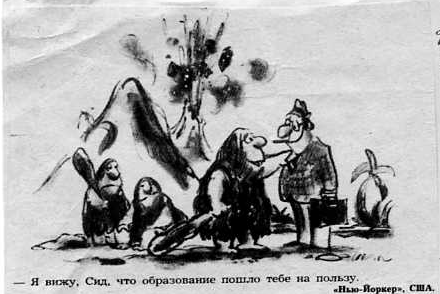 — Я вижу, Сид, что образование пошло тебе на пользу.
«Нью-Йоркер», США.